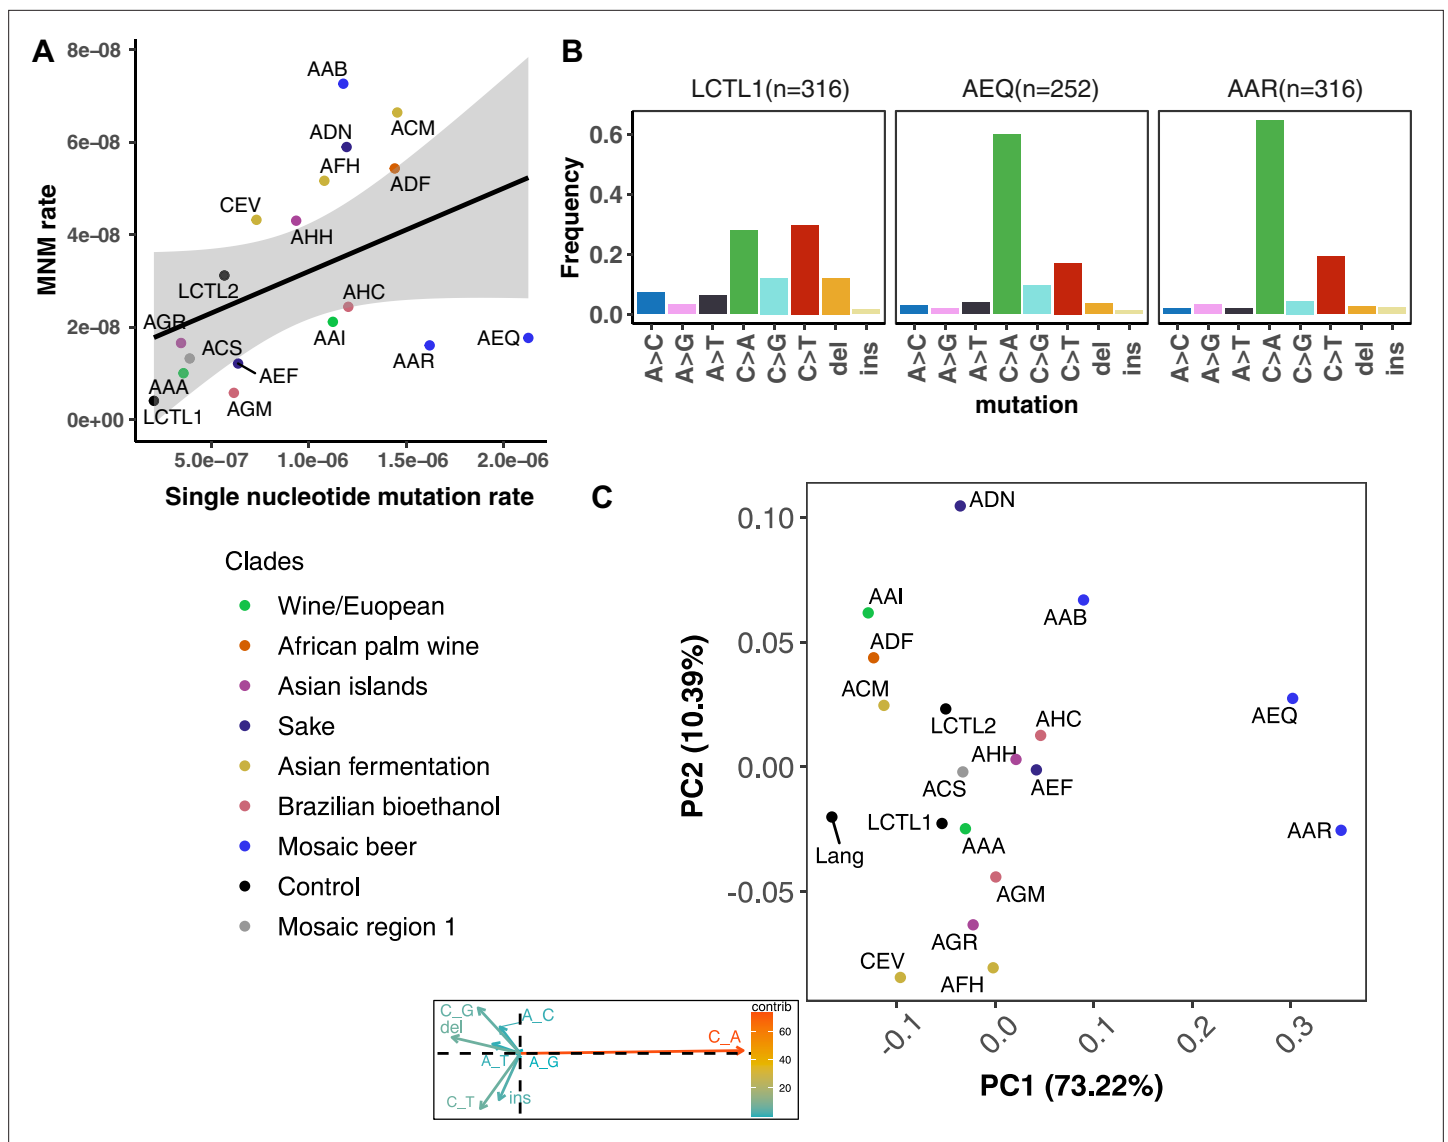 A
8e−08
6e−08
4e−08
2e−08
0e+00
MNM rate
AAB
ACM
ADN
AFH
ADF
CEV
AHH
LCTL2
AHC
AGR
AAI
ACS
AAR
AEQ
AEF
AAA
AGM
LCTL1
5.0e−07
1.0e−06
1.5e−06
2.0e−06
Single nucleotide mutation rate
B
LCTL1(n=316)
AEQ(n=252)
AAR(n=316)
Frequency
0.6
0.4
0.2
0.0
A>C
A>G
A>T
C>A
C>G
C>T
del
ins
A>C
A>G
A>T
C>A
C>G
C>T
del
ins
A>C
A>G
A>T
C>A
C>G
C>T
del
ins
mutation
Clades
Wine/Euopean
African palm wine
Asian islands
Sake
Asian fermentation
Brazilian bioethanol
Mosaic beer
Control
Mosaic region 1
C
0.10
0.05
0.00
-0.05
PC2 (10.39%)
ADN
AAI
AAB
ADF
ACM
LCTL2
AHC
AEQ
AHH
ACS
AEF
LCTL1
AAR
Lang
AAA
AGM
AGR
CEV
AFH
-0.1
0.0
0.1
0.2
0.3
PC1 (73.22%)
C_G
del
A_C
A_T
A_G
C_A
C_T
ins
contrib
60
40
20